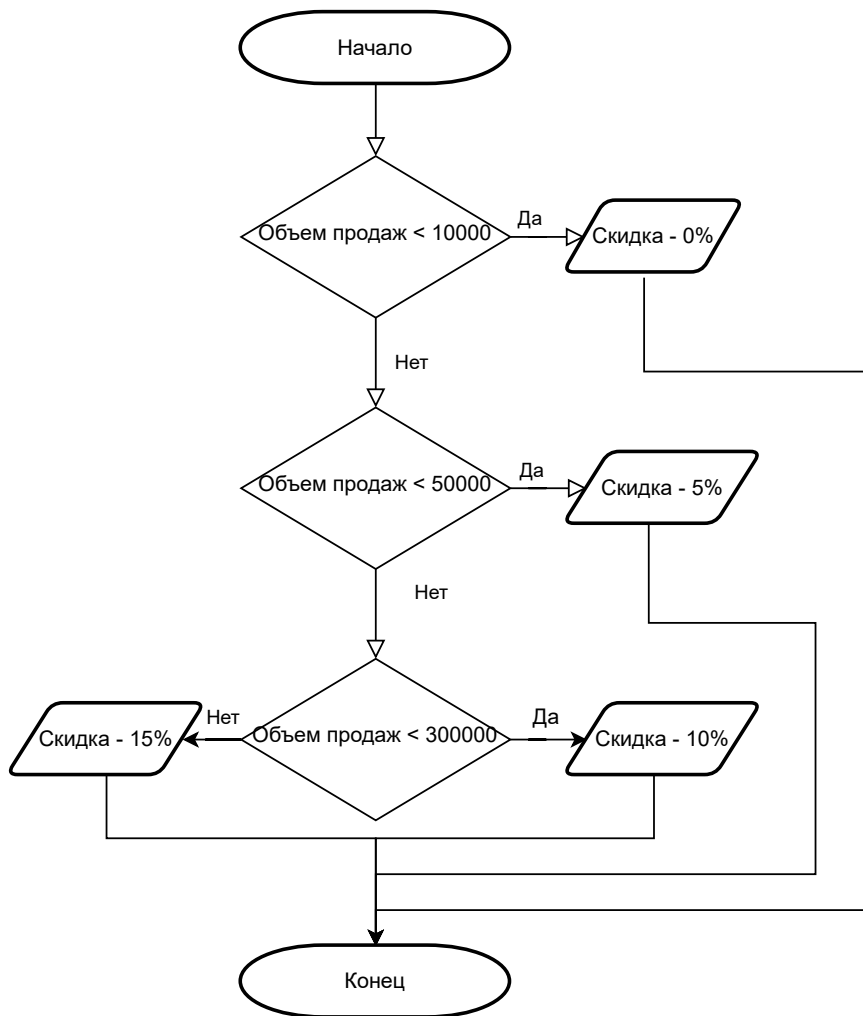 Начало
Объем продаж < 10000
Да
Скидка - 0%
Нет
Объем продаж < 50000
Да
Скидка - 5%
Нет
Скидка - 15%
Нет
Объем продаж < 300000
Да
Скидка - 10%
Конец